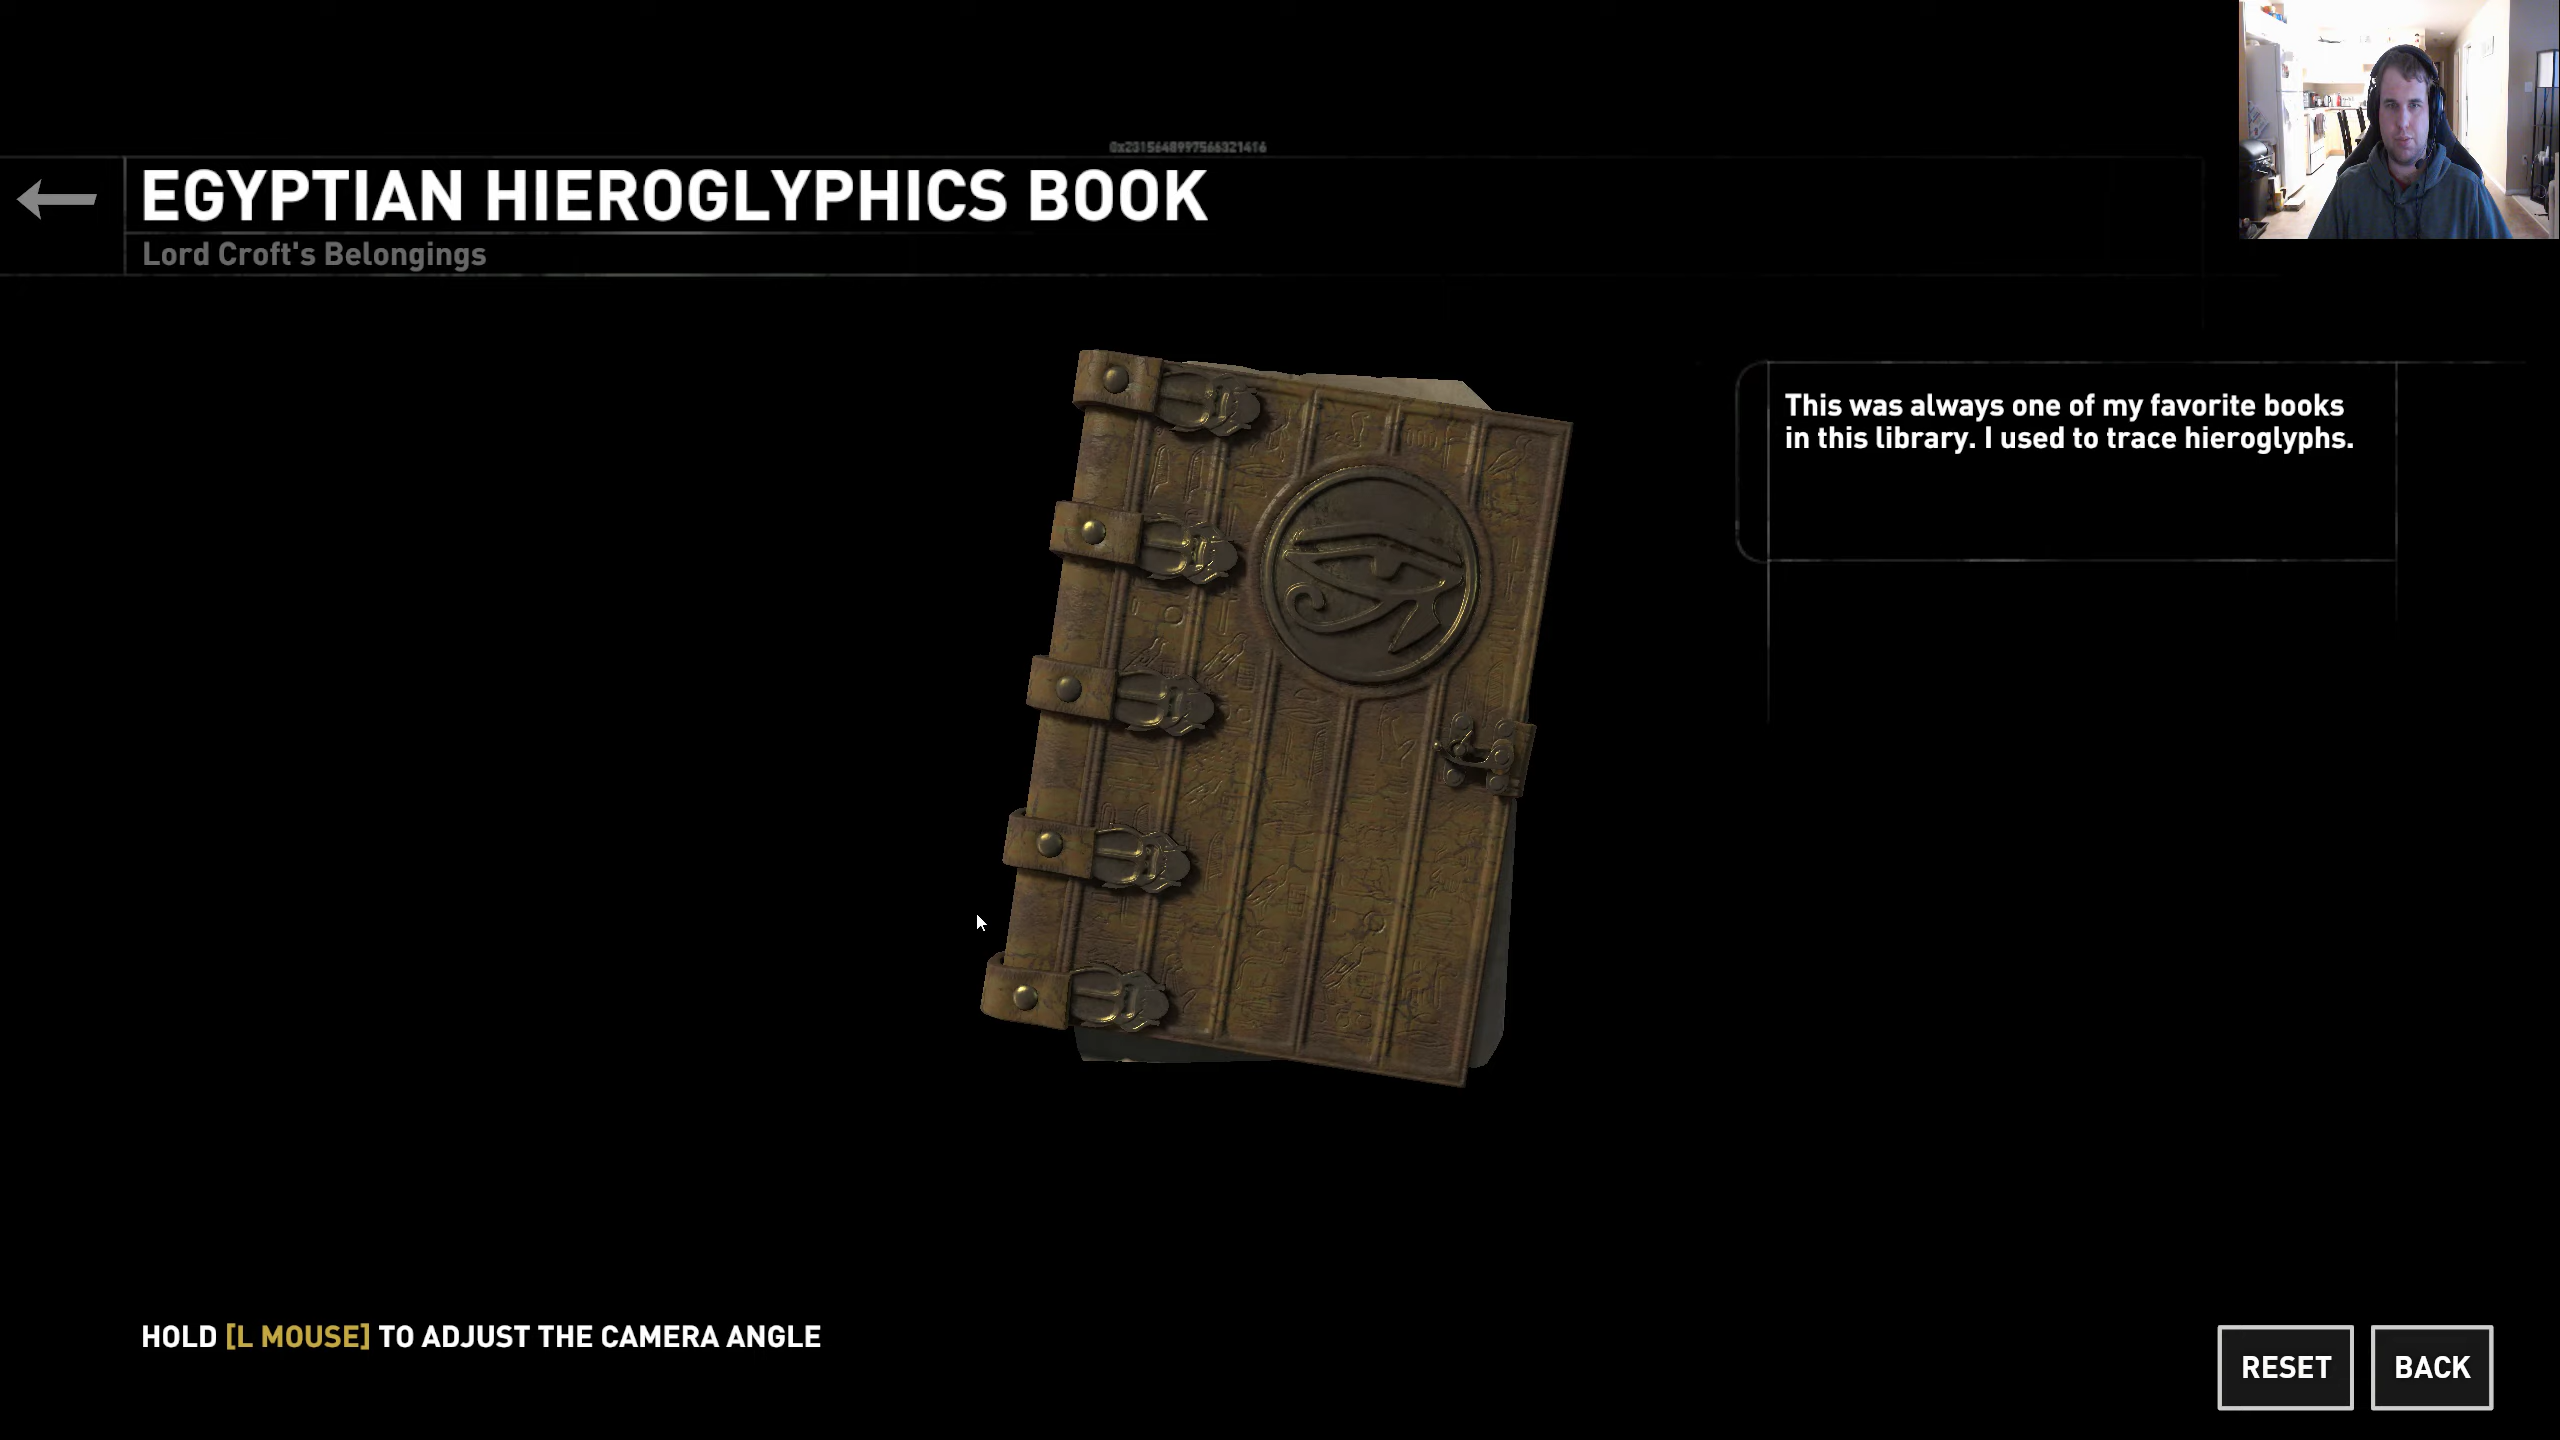 0x2315648997566321416
EGYPTIAN HIEROGLYPHICS BOOK
Lord Croft's Belongings
This was always one of my favorite books
in this library. I used to trace hieroglyphs.
HOLD [L MOUSE] TO ADJUST THE CAMERA ANGLE
RESET
BACK